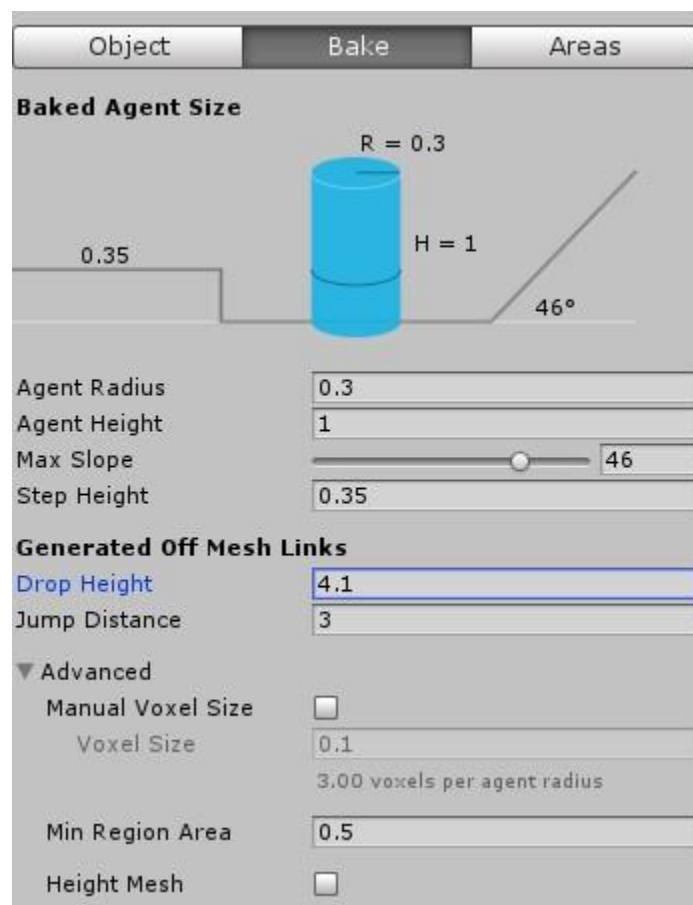 Object Bake Areas
Baked Agent Size
R = 0.3
0.35
H = 1
46°
Agent Radius 0.3
Agent Height 1
Max Slope 46
Step Height 0.35
Generated Off Mesh Links
Drop Height 4.1
Jump Distance 3
Advanced
Manual Voxel Size
Voxel Size 0.1
3.00 voxels per agent radius
Min Region Area 0.5
Height Mesh